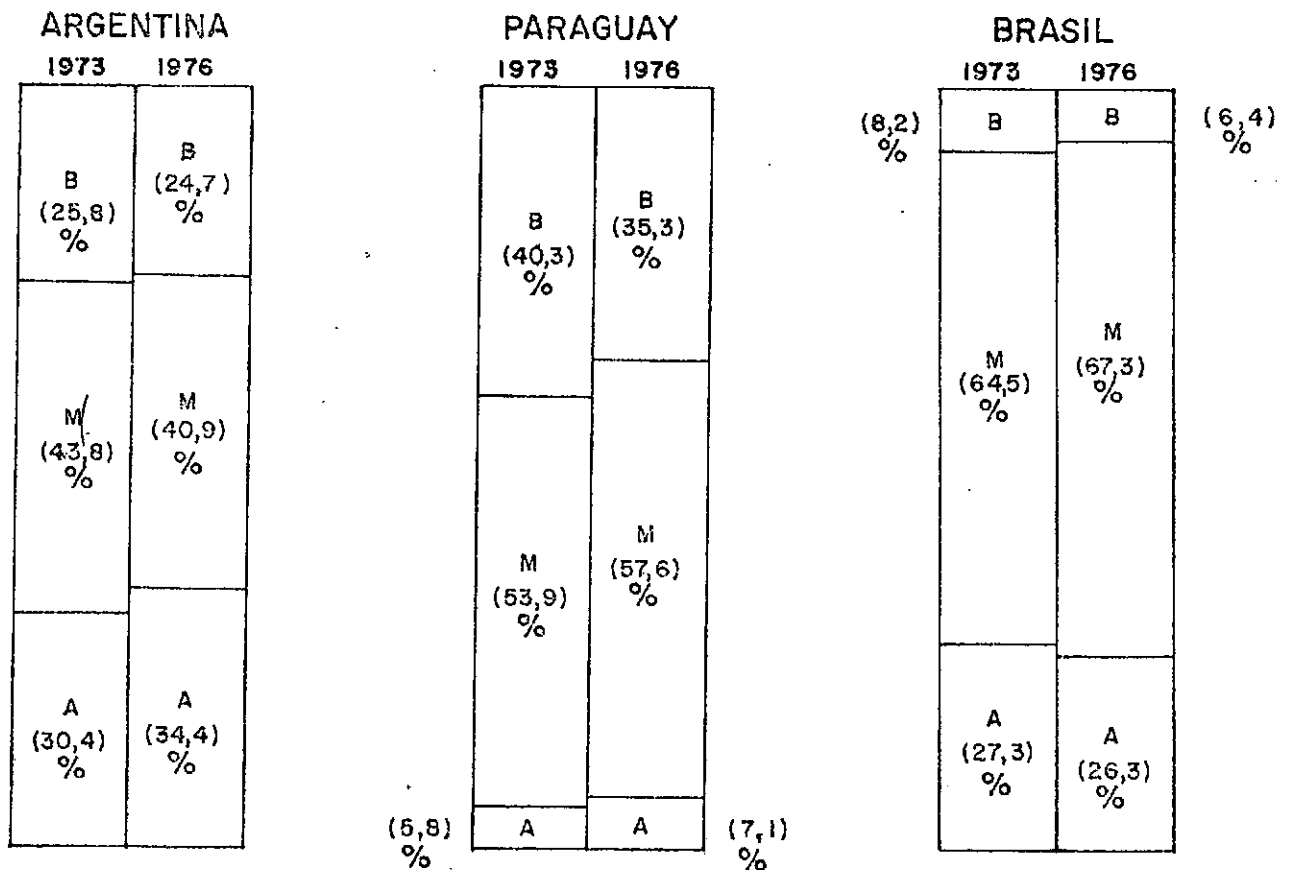 ARGENTINA
1973 1976
B
(25,8)
%
B
(24,7)
%
M
(43,8)
%
M
(40,9)
%
A
(30,4)
%
A
(34,4)
%
PARAGUAY
1973 1976
B
(40,3)
%
B
(35,3)
%
M
(53,9)
%
M
(57,6)
%
(5,8)
%
A
A
(7,1)
%
BRASIL
1973 1976
(8,2)
%
B
B
(6,4)
%
M
(64,5)
%
M
(67,3)
%
A
(27,3)
%
A
(26,3)
%